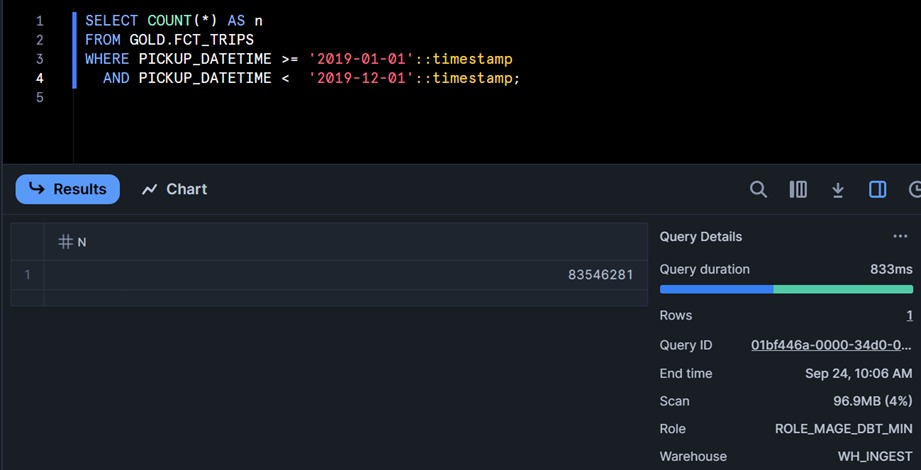 1 SELECT COUNT(*) AS n
2 FROM GOLD.FCT_TRIPS
3 WHERE PICKUP_DATETIME >= '2019-01-01'::timestamp
4 AND PICKUP_DATETIME < '2019-12-01'::timestamp;
5
Results Chart
N
1 83546281
Query Details ...
Query duration 833ms
Rows 1
Query ID 01bf446a-0000-34d0-0...
End time Sep 24, 10:06 AM
Scan 96.9MB (4%)
Role ROLE_MAGE_DBT_MIN
Warehouse WH_INGEST